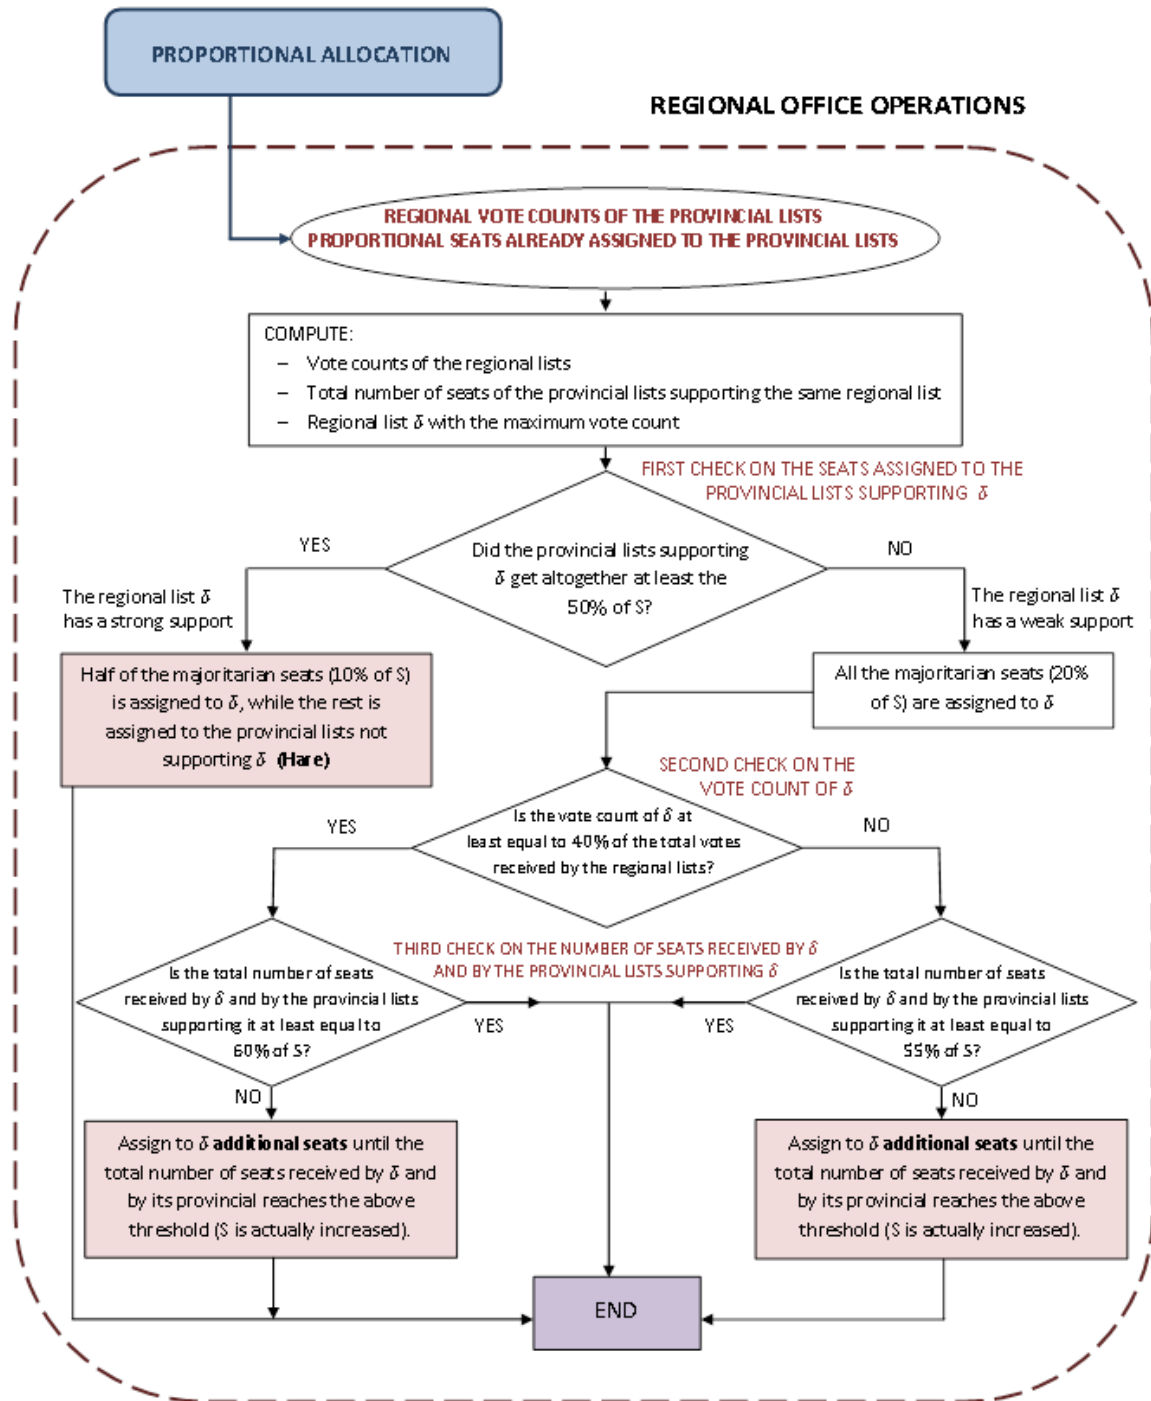 PROPORTIONAL ALLOCATION
REGIONAL OFFICE OPERATIONS
REGIONAL VOTE COUNTS OF THE PROVINCIAL LISTS
PROPORTIONAL SEATS ALREADY ASSIGNED TO THE PROVINCIAL LISTS
COMPUTE:
– Vote counts of the regional lists
– Total number of seats of the provincial lists supporting the same regional list
– Regional list δ with the maximum vote count
FIRST CHECK ON THE SEATS ASSIGNED TO THE
PROVINCIAL LISTS SUPPORTING δ
YES
Did the provincial lists supporting
δ get altogether at least the
50% of S?
NO
The regional list δ
has a strong support
The regional list δ
has a weak support
Half of the majoritarian seats (10% of S)
is assigned to δ, while the rest is
assigned to the provincial lists not
supporting δ (Hare)
All the majoritarian seats (20%
of S) are assigned to δ
SECOND CHECK ON THE
VOTE COUNT OF δ
YES
Is the vote count of δ at
least equal to 40% of the total votes
received by the regional lists?
NO
THIRD CHECK ON THE NUMBER OF SEATS RECEIVED BY δ
AND BY THE PROVINCIAL LISTS SUPPORTING δ
Is the total number of seats
received by δ and by the provincial lists
supporting it at least equal to
60% of S?
YES
YES
Is the total number of seats
received by δ and by the provincial lists
supporting it at least equal to
55% of S?
NO
NO
Assign to δ additional seats until the
total number of seats received by δ and
by its provincial reaches the above
threshold (S is actually increased).
Assign to δ additional seats until the
total number of seats received by δ and
by its provincial reaches the above
threshold (S is actually increased).
END